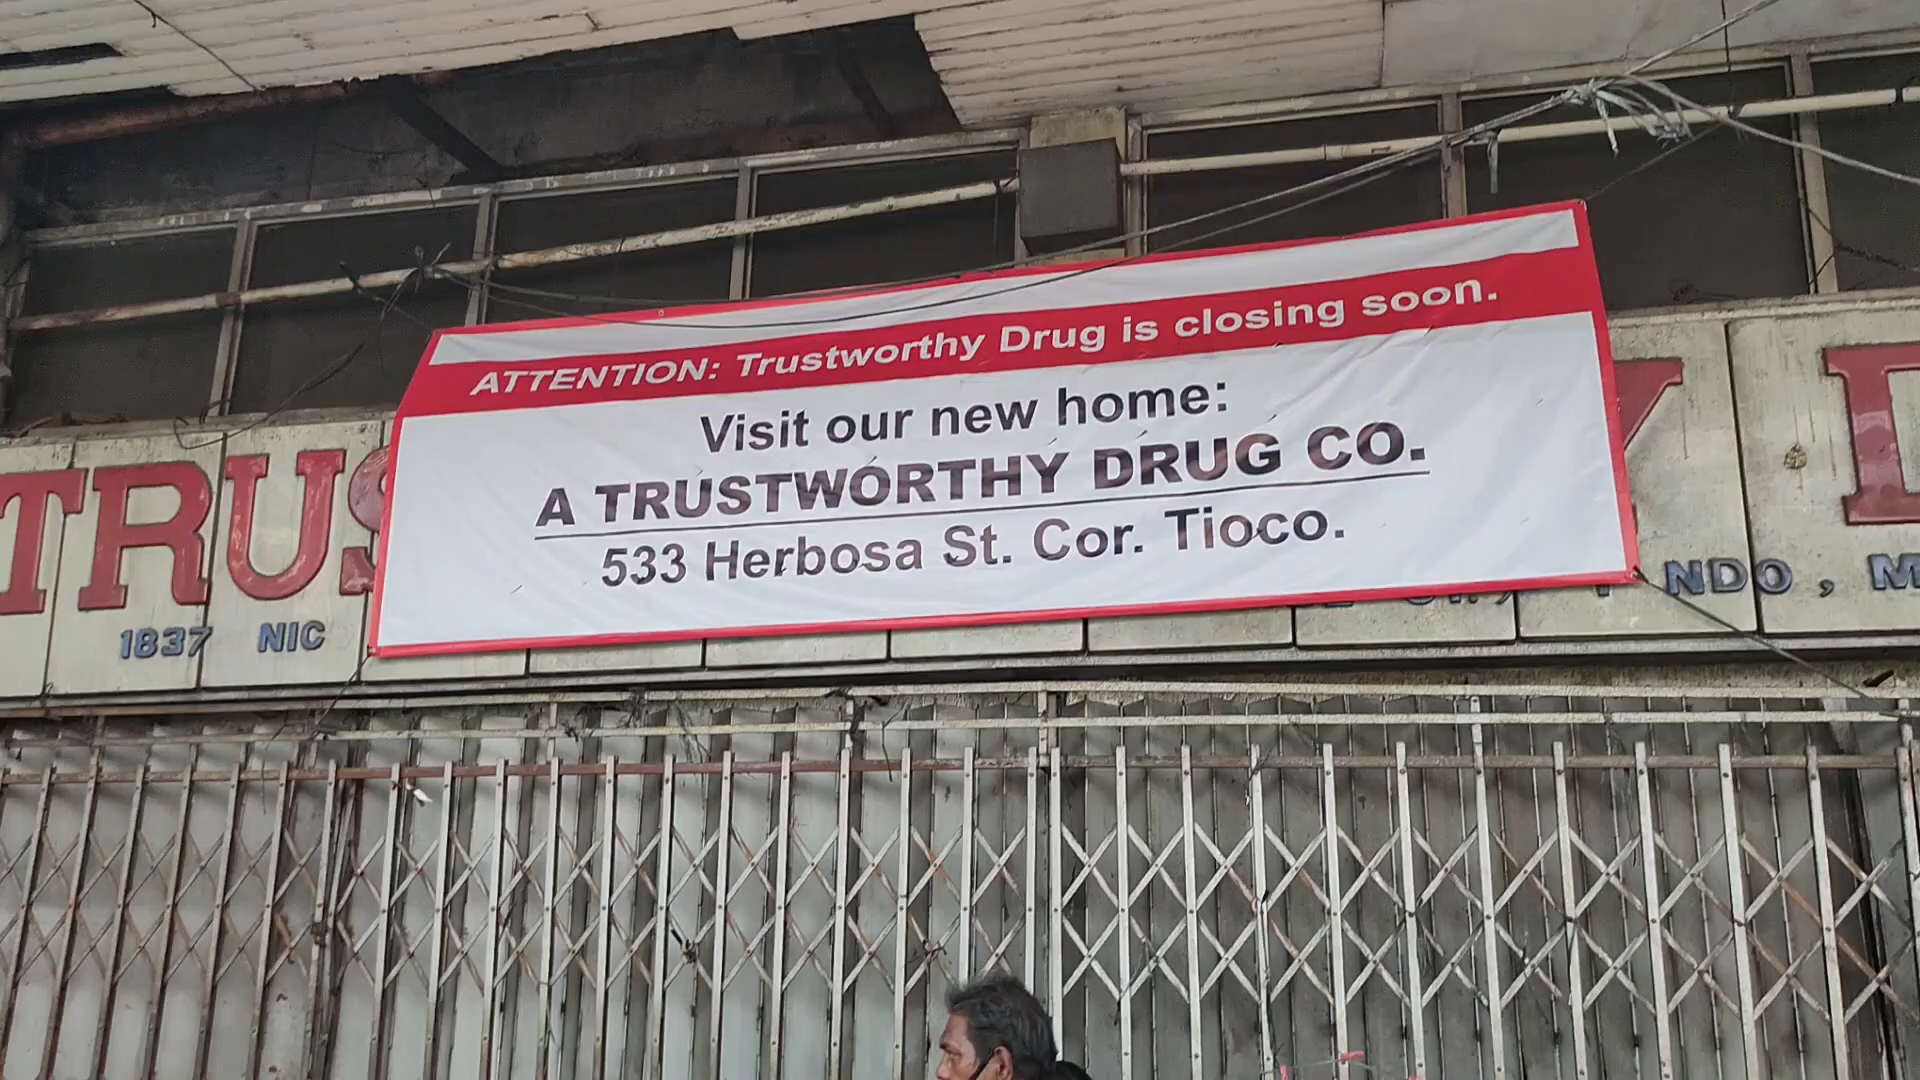 ATTENTION: Trustworthy Drug is closing soon.
Visit our new home:
A TRUSTWORTHY DRUG CO.
533 Herbosa St. Cor. Tioco.
TRUS
1837 NIC
NDO,